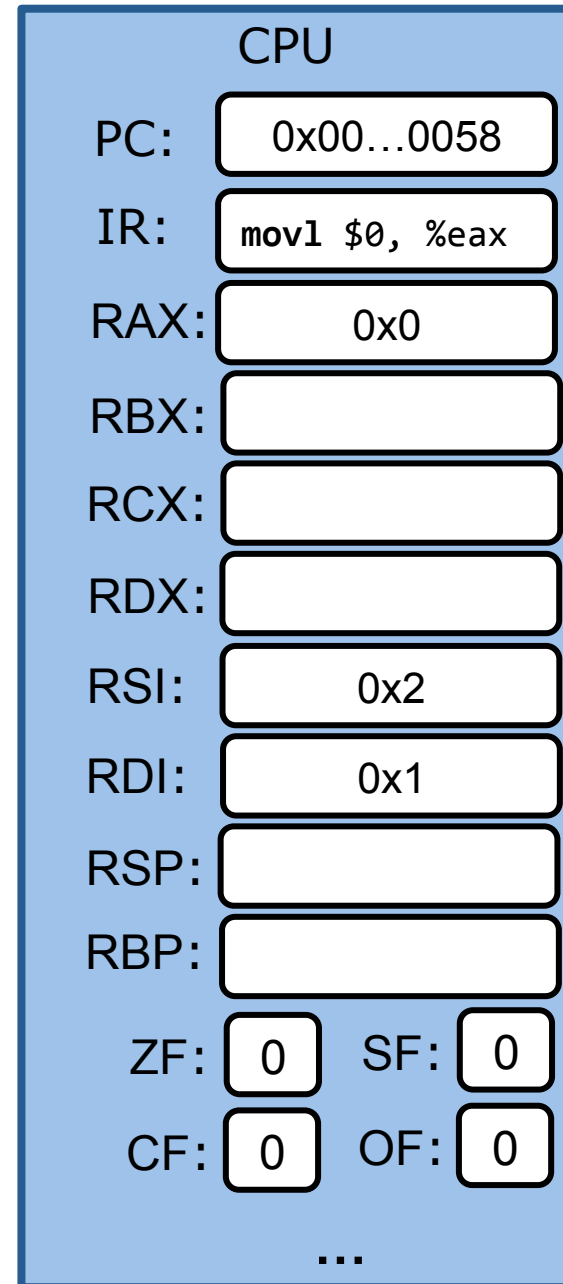 CPU
PC: 0x00...0058
IR: movl $0, %eax
RAX: 0x0
RBX:
RCX:
RDX:
RSI: 0x2
RDI: 0x1
RSP:
RBP:
ZF: 0 SF: 0
CF: 0 OF: 0
...